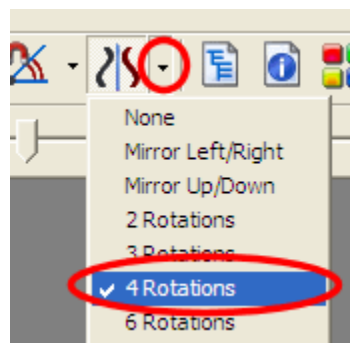 None
Mirror Left/Right
Mirror Up/Down
2 Rotations
3 Rotations
4 Rotations
6 Rotations